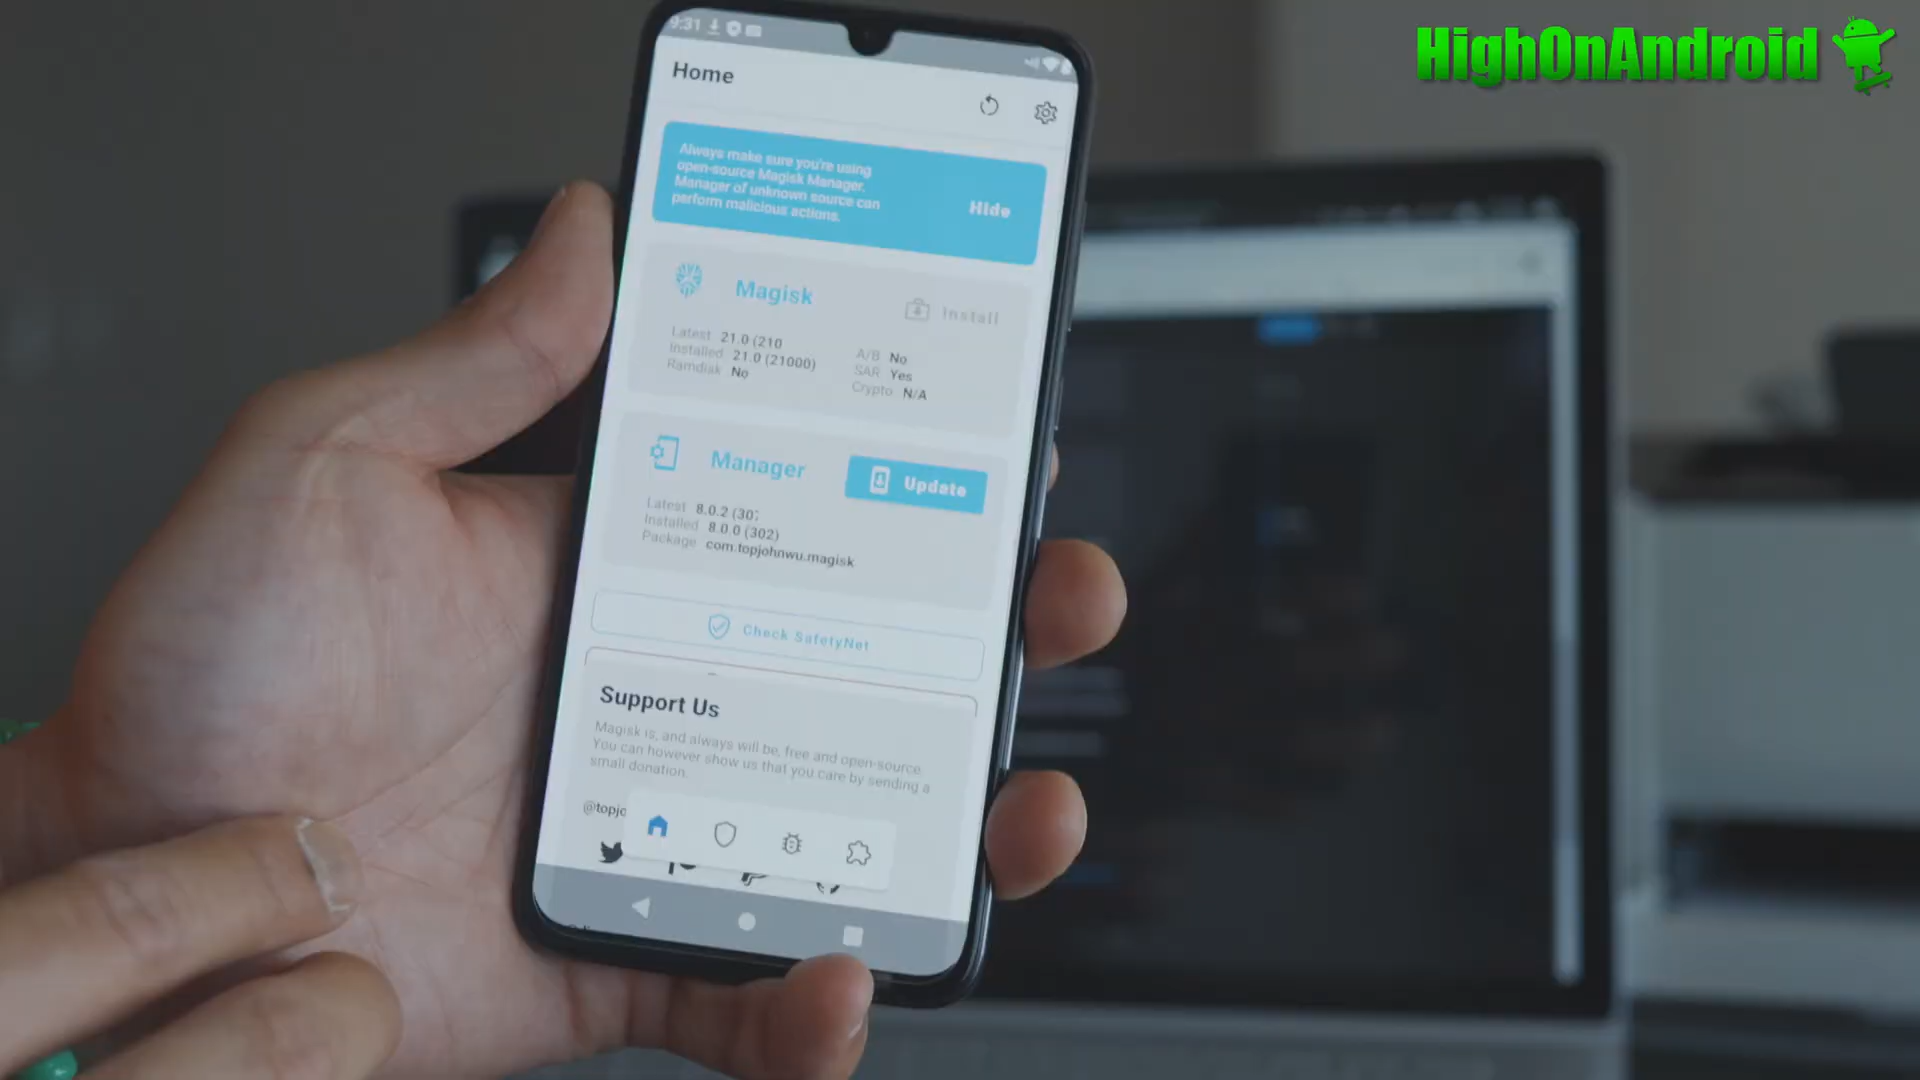 HighOnAndroid
9:31
Home
Always make sure you're using
open-source Magisk Manager.
Manager of unknown source can
perform malicious actions.
Hide
Magisk
Install
Latest 21.0 (210
Installed 21.0 (21000)
Ramdisk No
A/B No
SAR Yes
Crypto N/A
Manager
Update
Latest 8.0.2 (307
Installed 8.0.0 (302)
Package com.topjohnwu.magisk
Check SafetyNet
Support Us
Magisk is, and always will be, free and open-source.
You can however show us that you care by sending a
small donation.
@topjo